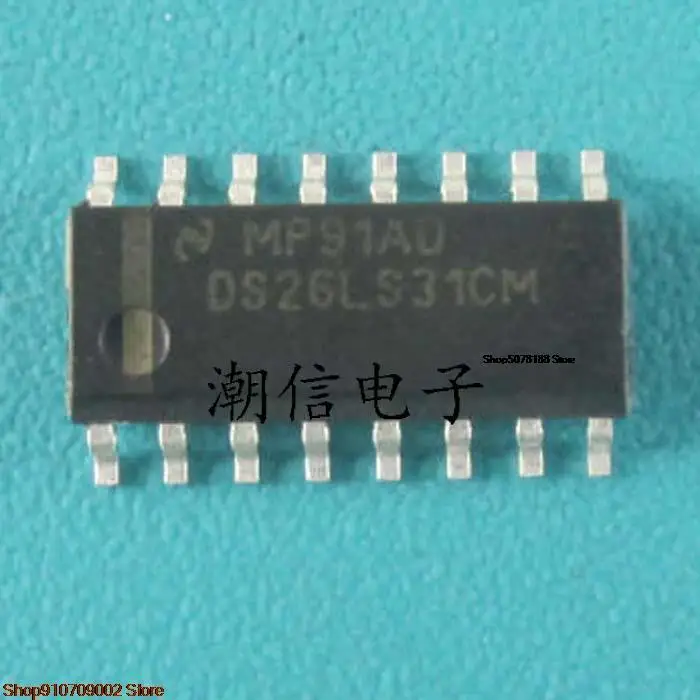 MP91AD
DS26LS31CM
Shop5078188 Store
潮信电子
Shop910709002 Store